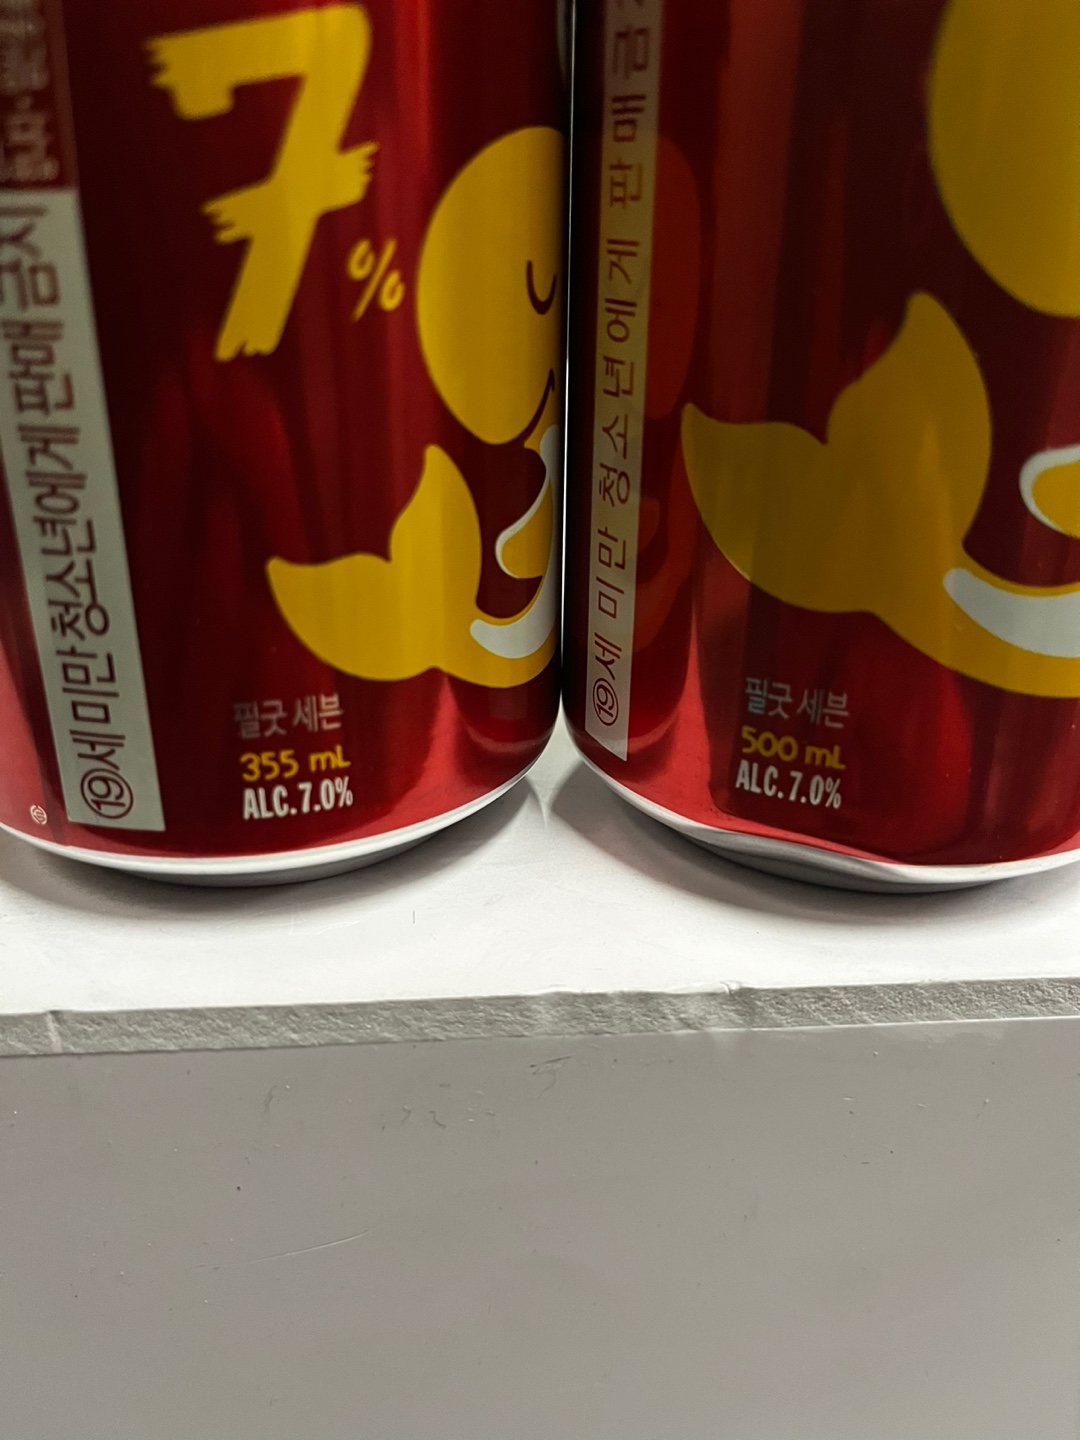 7%
⑲세 미만 청소년에게 판매 금지
필굿 세븐
355 mL
ALC. 7.0%
⑲세 미만 청소년에게 판매 금
필굿 세븐
500 mL
ALC. 7.0%